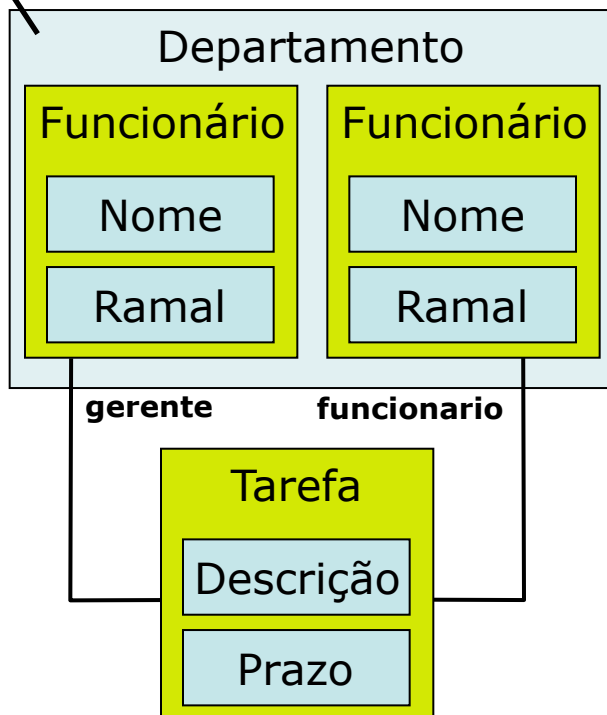 Departamento
Funcionário
Funcionário
Nome
Nome
Ramal
Ramal
gerente
funcionario
Tarefa
Descrição
Prazo